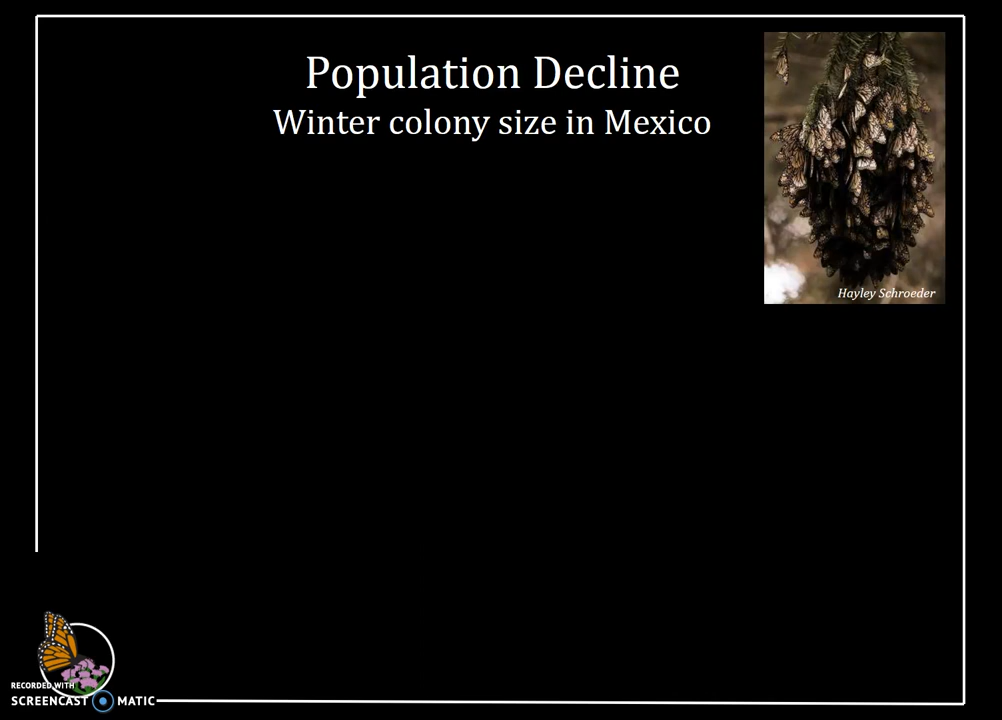 Population Decline
Winter colony size in Mexico
Hayley Schroeder
RECORDED WITH
SCREENCAST MATIC